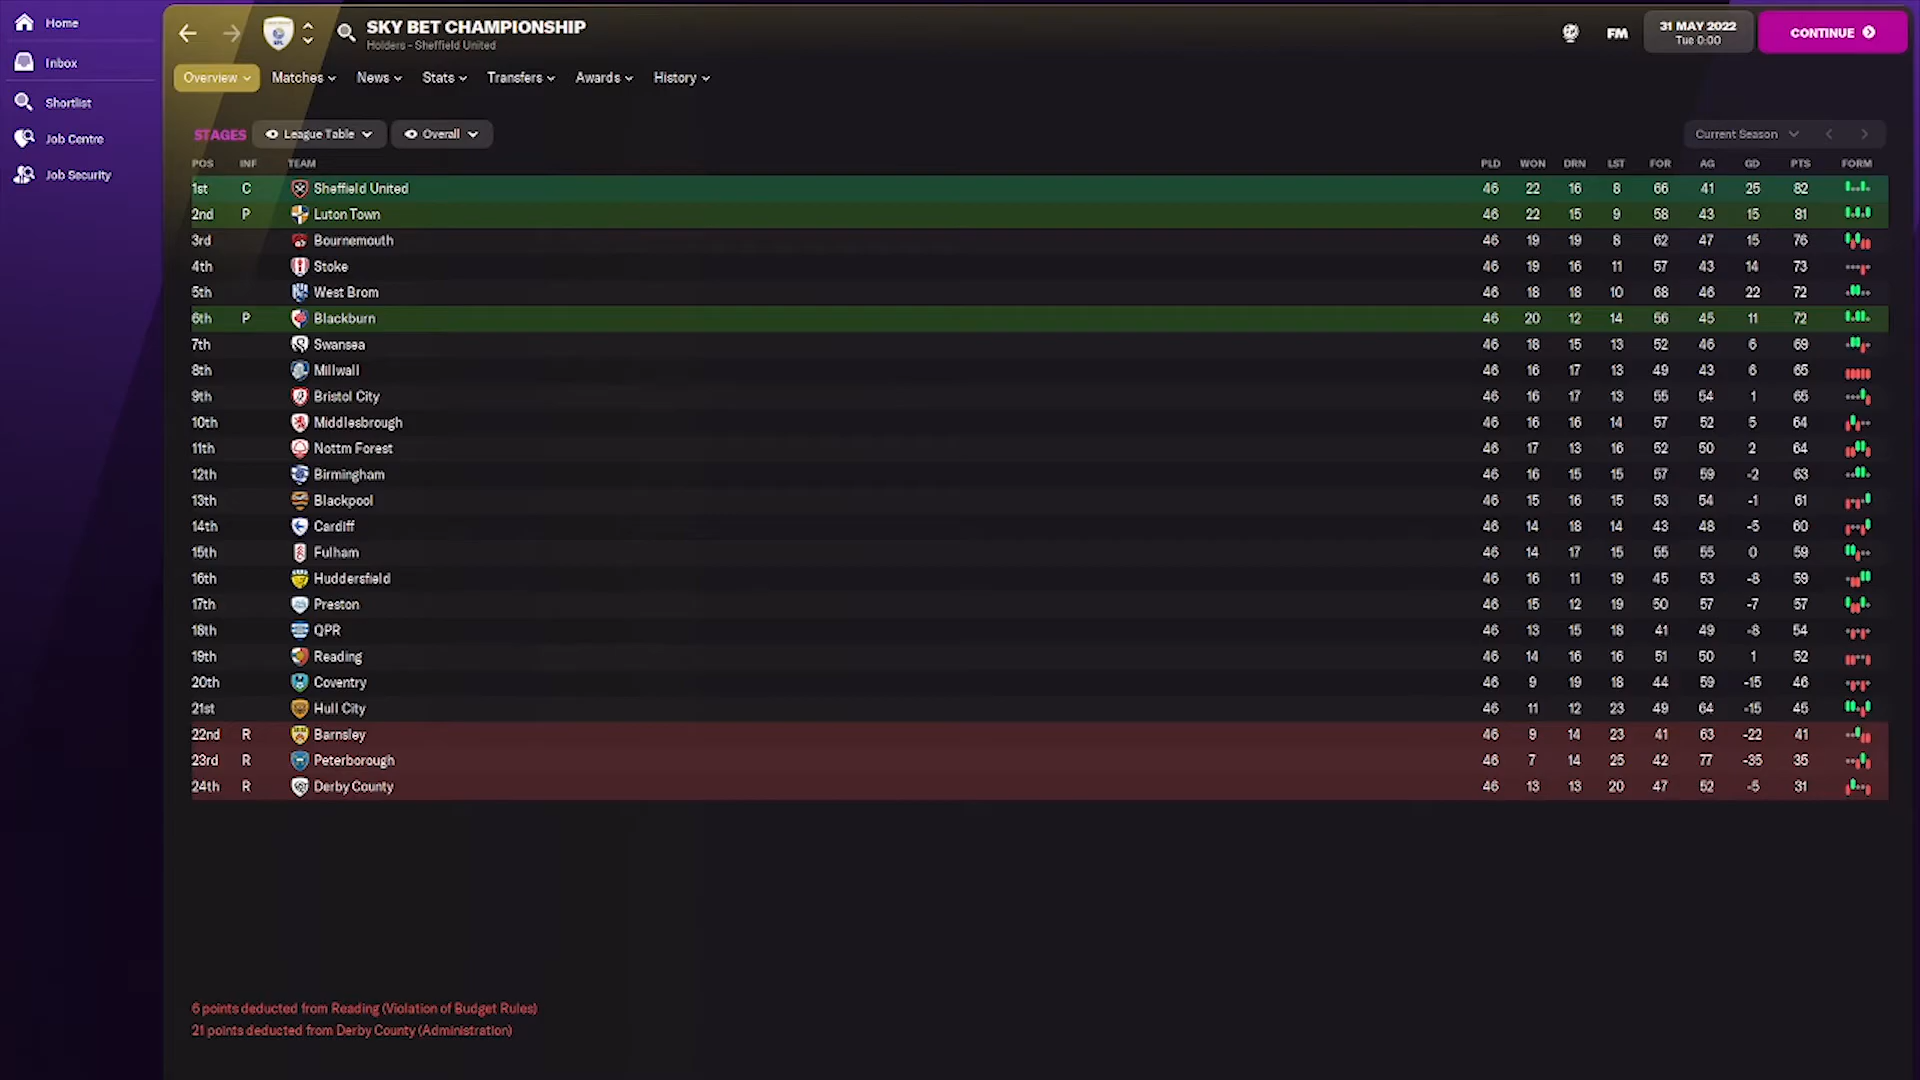 Home
Inbox
Shortlist
Job Centre
Job Security
SKY BET CHAMPIONSHIP
Holders - Sheffield United
FM
31 MAY 2022
Tue 0:00
CONTINUE
Overview Matches News Stats Transfers Awards History
STAGES League Table Overall Current Season
POS INF TEAM PLD WON DRN LST FOR AG GD PTS FORM
1st C Sheffield United 46 22 16 8 66 41 25 82
2nd P Luton Town 46 22 15 9 58 43 15 81
3rd Bournemouth 46 19 19 8 62 47 15 76
4th Stoke 46 19 16 11 57 43 14 73
5th West Brom 46 18 18 10 68 46 22 72
6th P Blackburn 46 20 12 14 56 45 11 72
7th Swansea 46 18 15 13 52 46 6 69
8th Millwall 46 16 17 13 49 43 6 65
9th Bristol City 46 16 17 13 55 54 1 65
10th Middlesbrough 46 16 16 14 57 52 5 64
11th Nottm Forest 46 17 13 16 52 50 2 64
12th Birmingham 46 16 15 15 57 59 -2 63
13th Blackpool 46 15 16 15 53 54 -1 61
14th Cardiff 46 14 18 14 43 48 -5 60
15th Fulham 46 14 17 15 55 55 0 59
16th Huddersfield 46 16 11 19 45 53 -8 59
17th Preston 46 15 12 19 50 57 -7 57
18th QPR 46 13 15 18 41 49 -8 54
19th Reading 46 14 16 16 51 50 1 52
20th Coventry 46 9 19 18 44 59 -15 46
21st Hull City 46 11 12 23 49 64 -15 45
22nd R Barnsley 46 9 14 23 41 63 -22 41
23rd R Peterborough 46 7 14 25 42 77 -35 35
24th R Derby County 46 13 13 20 47 52 -5 31
6 points deducted from Reading (Violation of Budget Rules)
21 points deducted from Derby County (Administration)